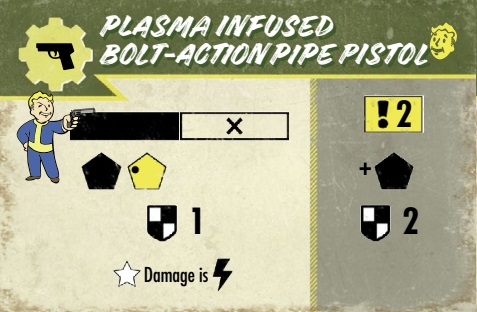 PLASMA INFUSED
BOLT-ACTION PIPE PISTOL
! 2
×
+
1
2
Damage is